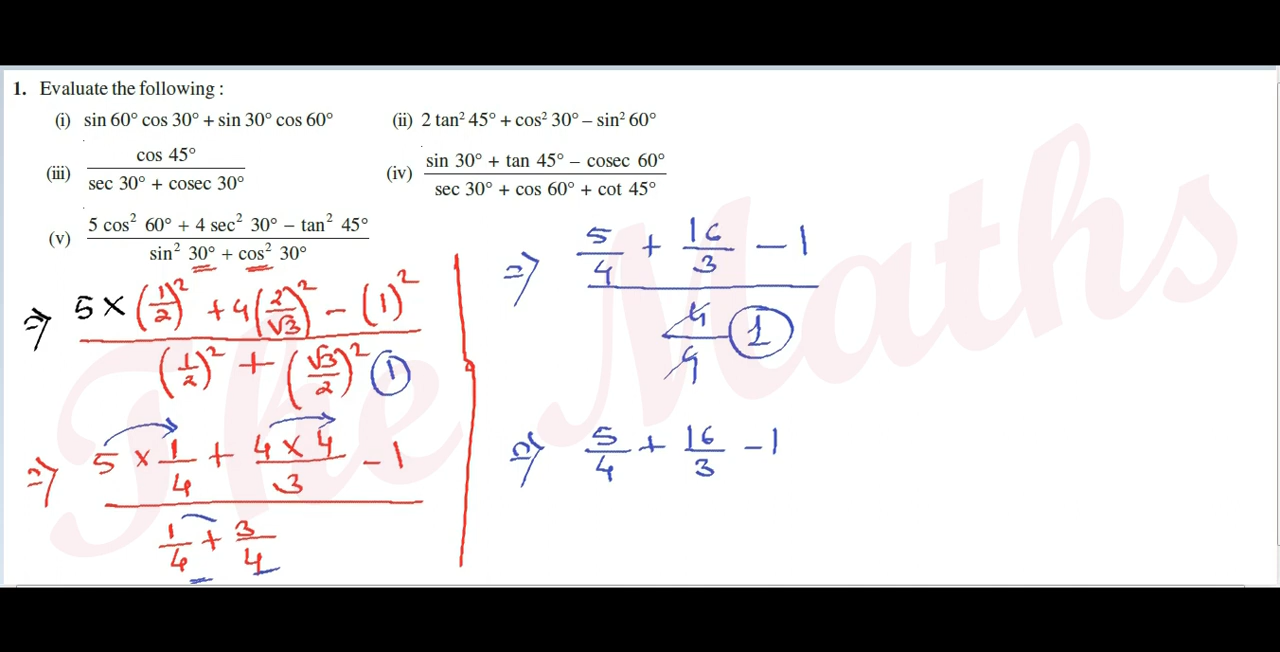 1. Evaluate the following :
(i) sin 60° cos 30° + sin 30° cos 60°
(ii) 2 tan² 45° + cos² 30° – sin² 60°
(iii) cos 45° / sec 30° + cosec 30°
(iv) sin 30° + tan 45° – cosec 60° / sec 30° + cos 60° + cot 45°
(v) 5 cos² 60° + 4 sec² 30° – tan² 45° / sin² 30° + cos² 30°
⇒ 5 × (1/2)² + 4(2/√3)² – (1)²
(1/2)² + (√3/2)² ①
⇒ 5 × 1/4 + 4 × 4/3 – 1
1/4 + 3/4
⇒ 5/4 + 16/3 – 1
4/4 ①
⇒ 5/4 + 16/3 – 1
The Maths